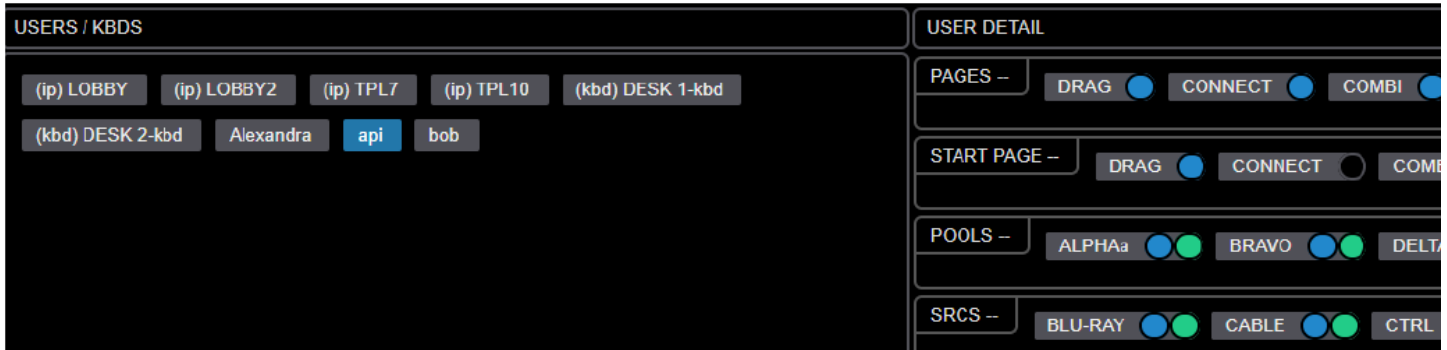 USERS / KBDS
(ip) LOBBY (ip) LOBBY2 (ip) TPL7 (ip) TPL10 (kbd) DESK 1-kbd
(kbd) DESK 2-kbd Alexandra api bob
USER DETAIL
PAGES -- DRAG CONNECT COMBI
START PAGE -- DRAG CONNECT COMB
POOLS -- ALPHAa BRAVO DELTA
SRCS -- BLU-RAY CABLE CTRL